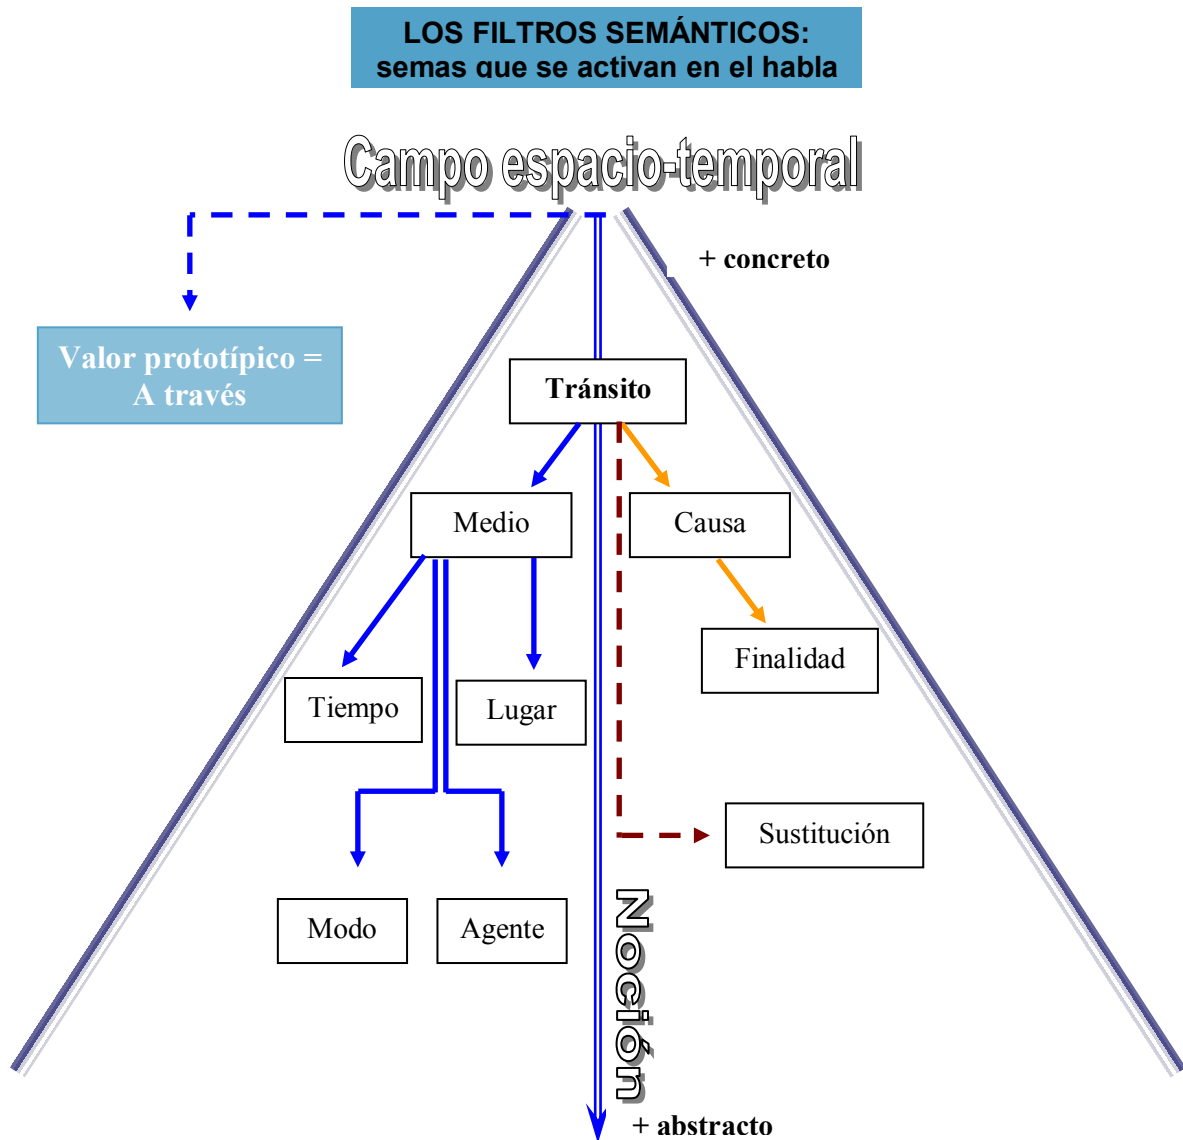 LOS FILTROS SEMÁNTICOS:
semas que se activan en el habla
Campo espacio-temporal
+ concreto
Valor prototípico =
A través
Tránsito
Medio
Causa
Finalidad
Tiempo
Lugar
Sustitución
Modo
Agente
Noción
+ abstracto